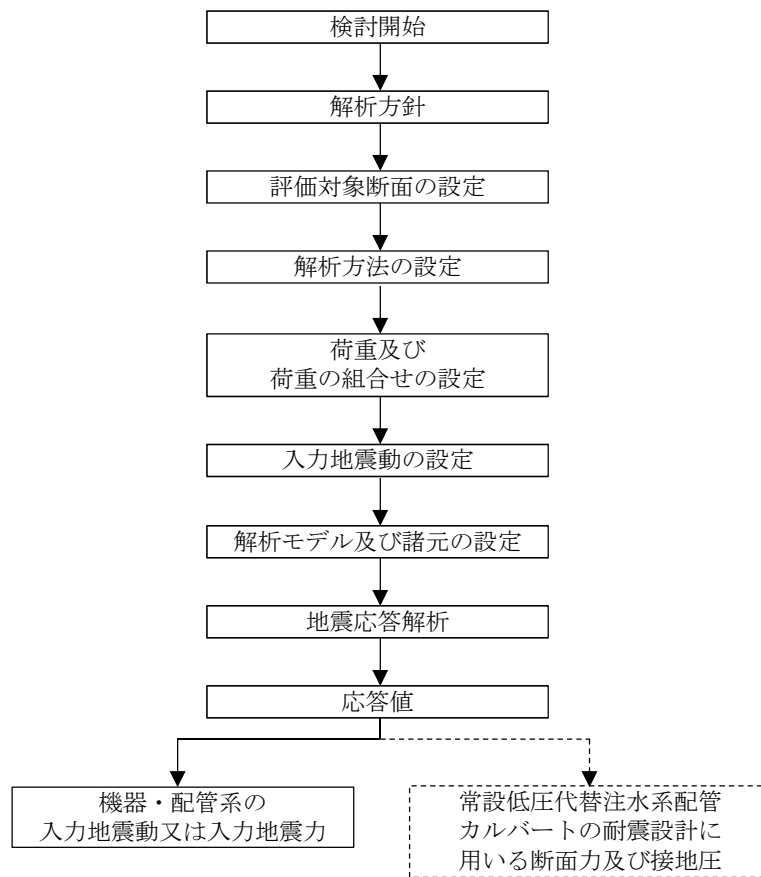 検討開始
解析方針
評価対象断面の設定
解析方法の設定
荷重及び
荷重の組合せの設定
入力地震動の設定
解析モデル及び諸元の設定
地震応答解析
応答値
機器・配管系の
入力地震動又は入力地震力
常設低圧代替注水系配管
カルバートの耐震設計に
用いる断面力及び接地圧